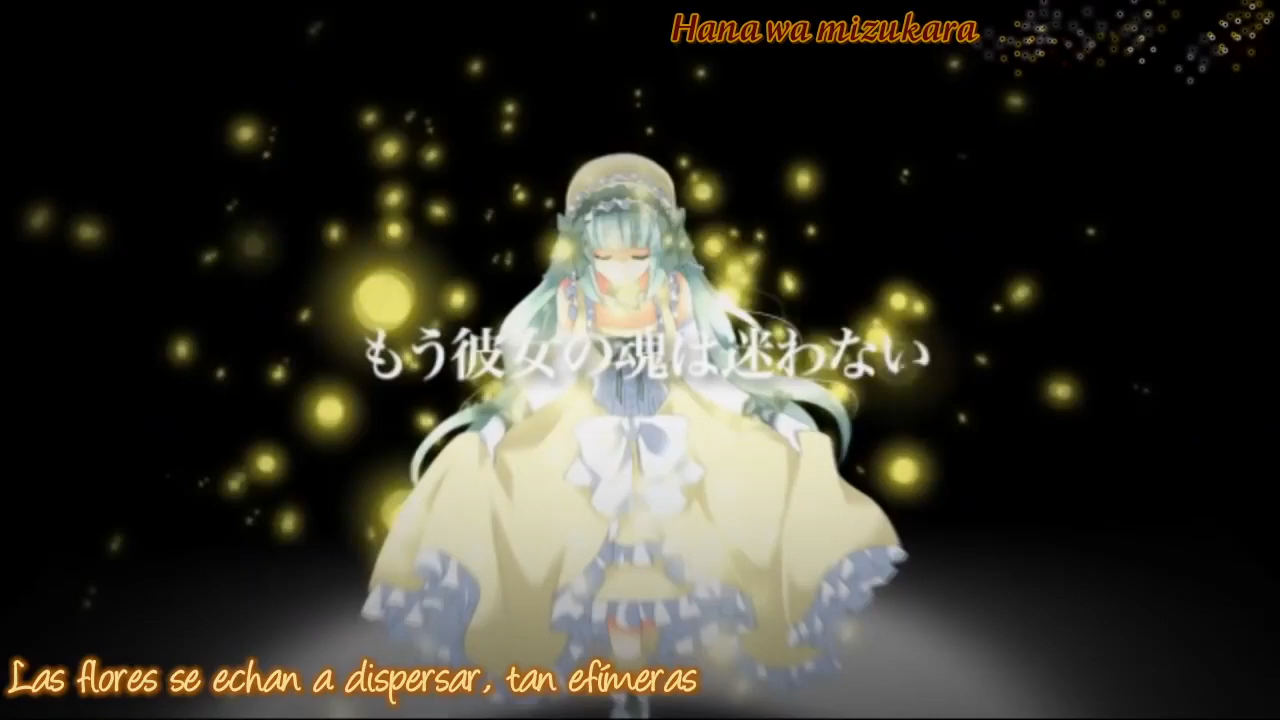 Hana wa mizukara
もう彼女の魂は迷わない
Las flores se echan a dispersar, tan efímeras